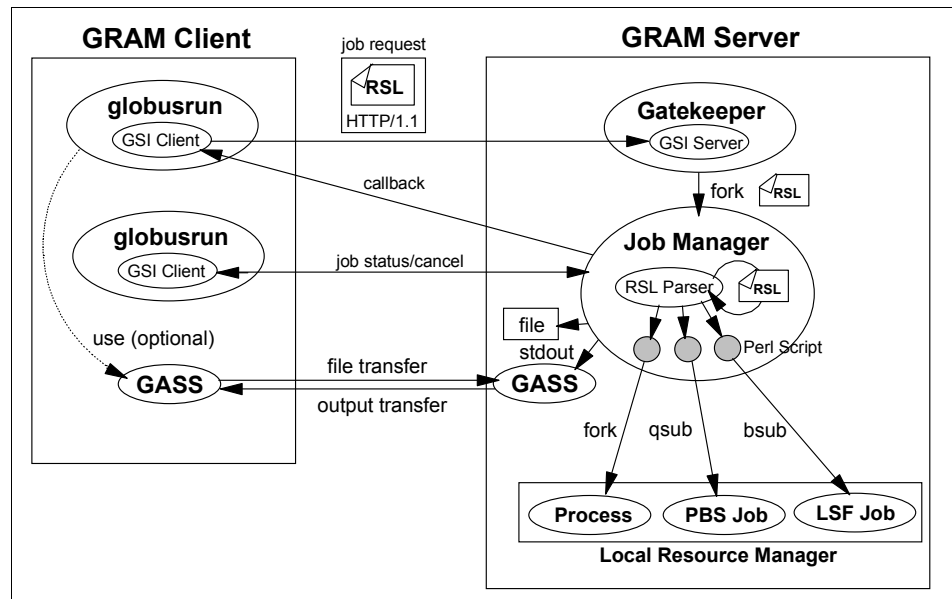 GRAM Client
GRAM Server
job request
RSL
HTTP/1.1
globusrun
GSI Client
Gatekeeper
GSI Server
callback
fork
RSL
globusrun
GSI Client
job status/cancel
Job Manager
RSL Parser
RSL
file
stdout
Perl Script
use (optional)
GASS
file transfer
output transfer
GASS
fork
qsub
bsub
Process
PBS Job
LSF Job
Local Resource Manager